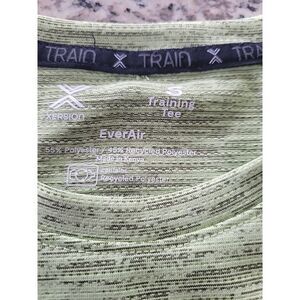 TRAIN X TRAIN X TRAIN
XERSION
S
Training
Tee
EverAir
55% Polyester / 45% Recycled Polyester
Made in Kenya
Recycled Polyester